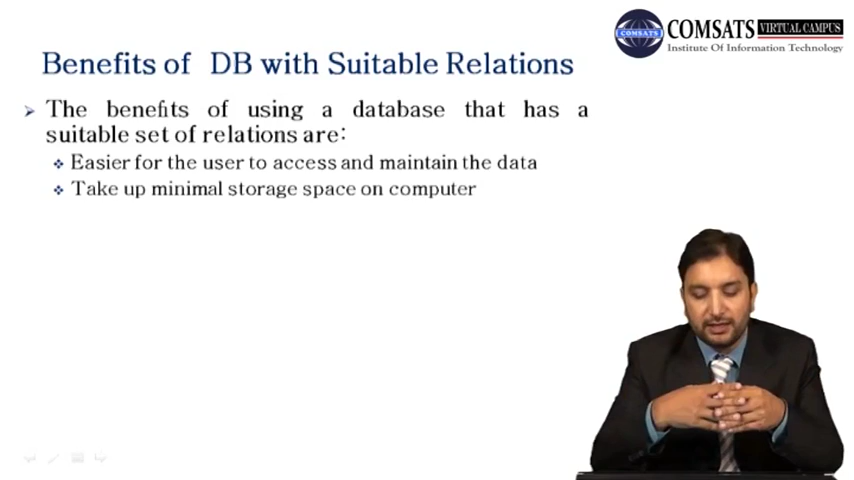 COMSATS VIRTUAL CAMPUS
Institute Of Information Technology
COMSATS
Benefits of DB with Suitable Relations
The benefits of using a database that has a
suitable set of relations are:
Easier for the user to access and maintain the data
Take up minimal storage space on computer